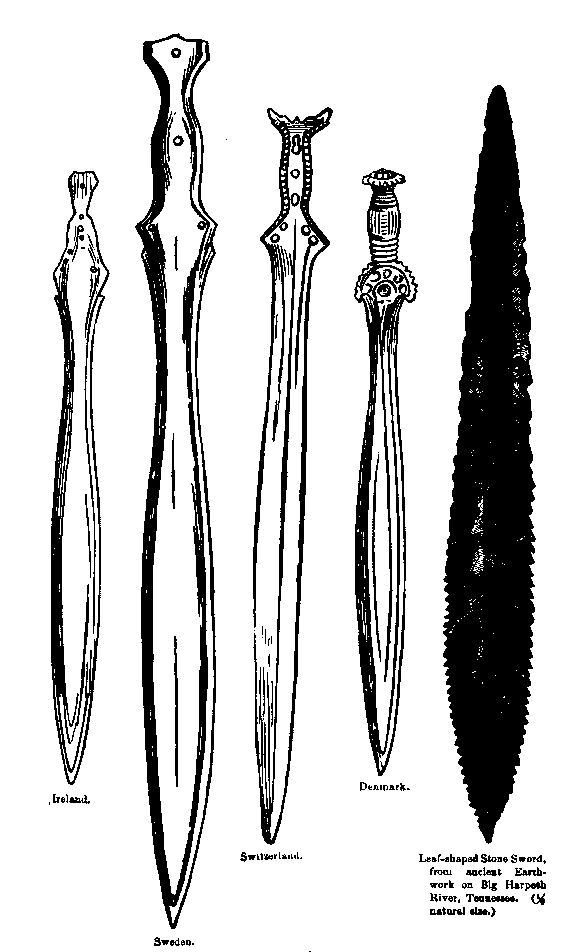 Ireland.
Denmark.
Switzerland.
Leaf-shaped Stone Sword,
from ancient Earth-
work on Big Harpeth
River, Tennessee. (⅙
natural size.)
Sweden.